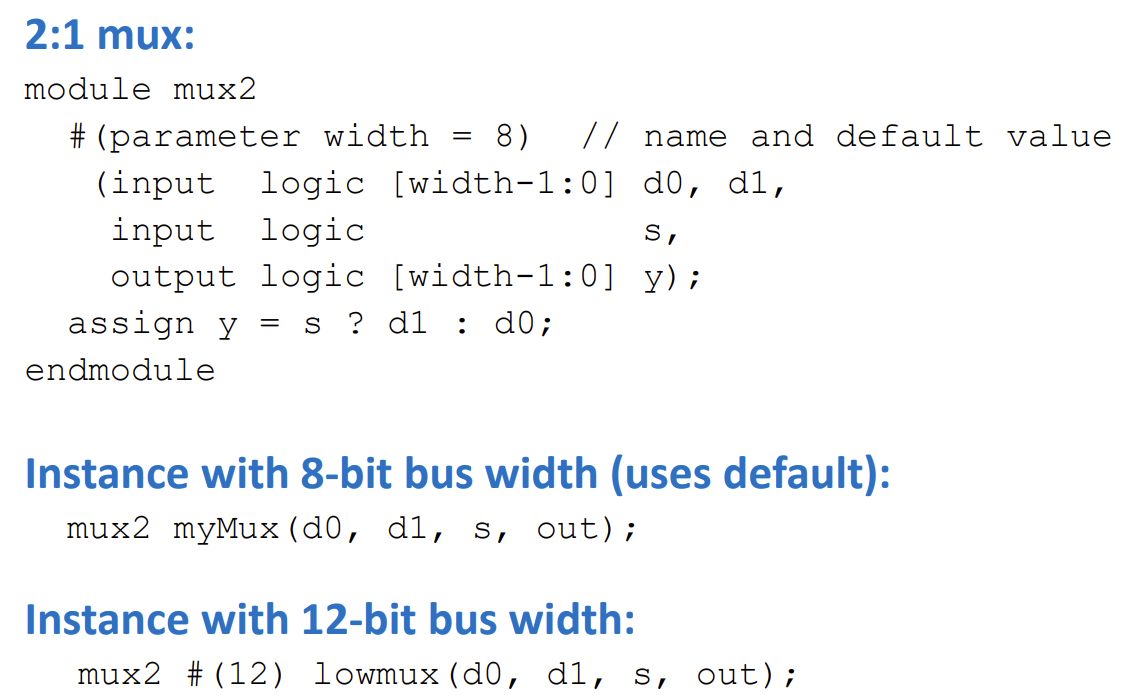 2:1 mux:
module mux2
  #(parameter width = 8)  // name and default value
   (input  logic [width-1:0] d0, d1,
    input  logic             s,
    output logic [width-1:0] y);
  assign y = s ? d1 : d0;
endmodule
Instance with 8-bit bus width (uses default):
  mux2 myMux(d0, d1, s, out);
Instance with 12-bit bus width:
  mux2 #(12) lowmux(d0, d1, s, out);